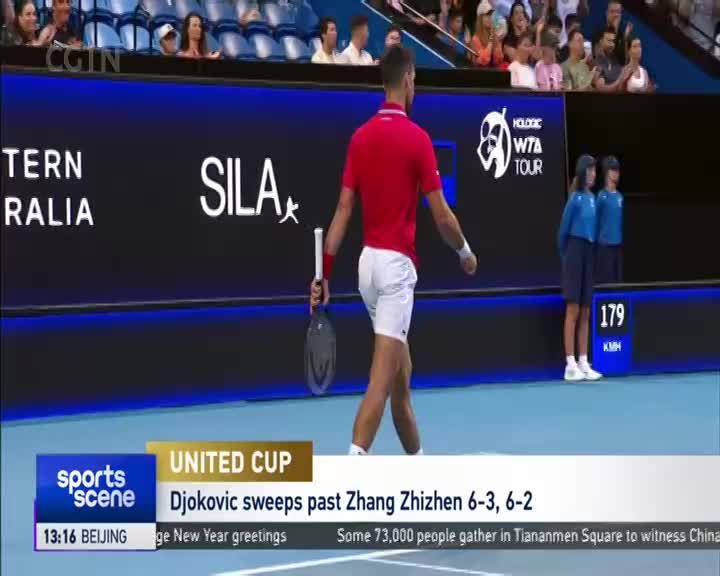 CGTN
TERN
RALIA
SILA
HOLOGIC
WTA
TOUR
179
KMH
UNITED CUP
sports
scene
Djokovic sweeps past Zhang Zhizhen 6-3, 6-2
13:16 BEIJING
ge New Year greetings Some 73,000 people gather in Tiananmen Square to witness China